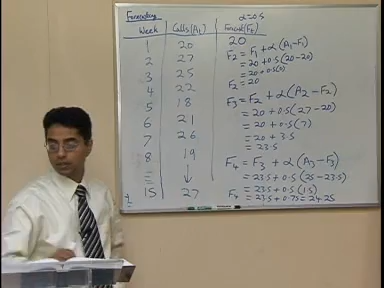 Forecasting
α=0.5
Week Calls(At) Forecast(Ft)
1 20 20
2 27
3 25
4 22
5 18
6 21
7 26
8 19
15 27
F2 = F1 + α(A1-F1)
= 20 + 0.5(20-20)
= 20 + 0.5(0)
F2 = 20
F3 = F2 + α(A2-F2)
= 20 + 0.5(27-20)
= 20 + 0.5(7)
= 20 + 3.5
= 23.5
F4 = F3 + α(A3-F3)
= 23.5 + 0.5(25-23.5)
= 23.5 + 0.5(1.5)
F4 = 23.5 + 0.75 = 24.25